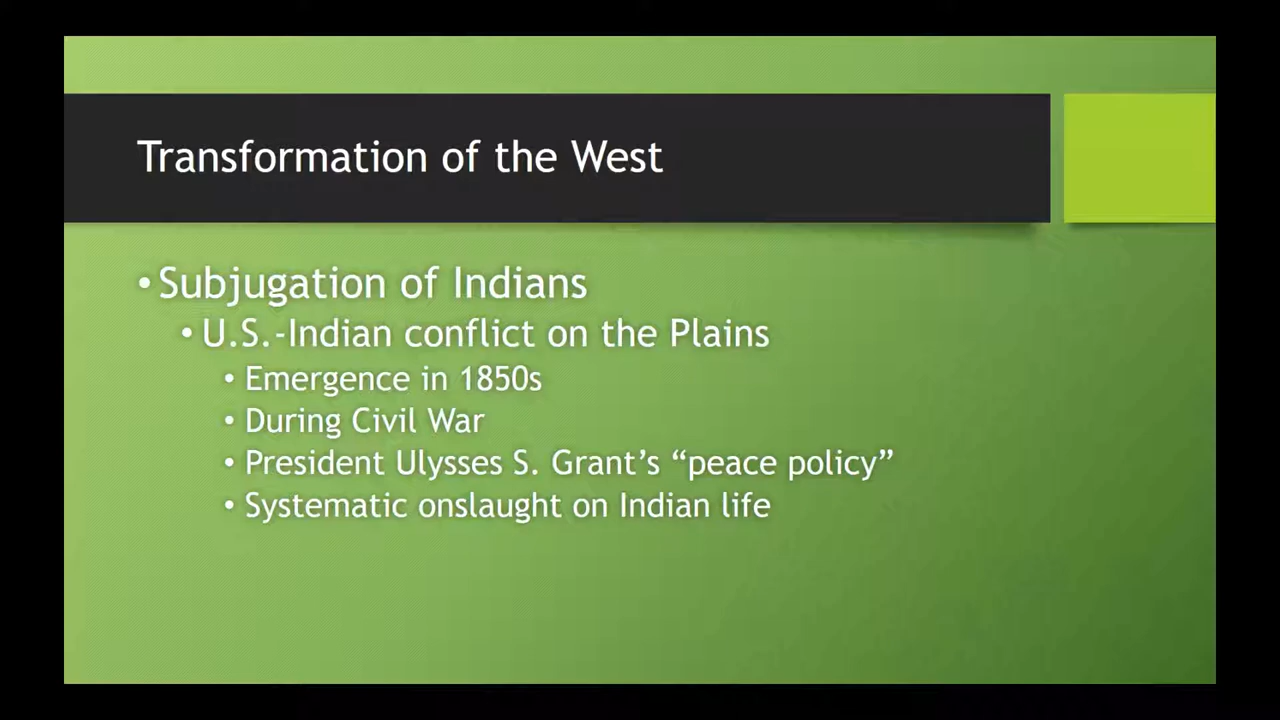 Transformation of the West
•Subjugation of Indians
• U.S.-Indian conflict on the Plains
• Emergence in 1850s
• During Civil War
• President Ulysses S. Grant’s “peace policy”
• Systematic onslaught on Indian life